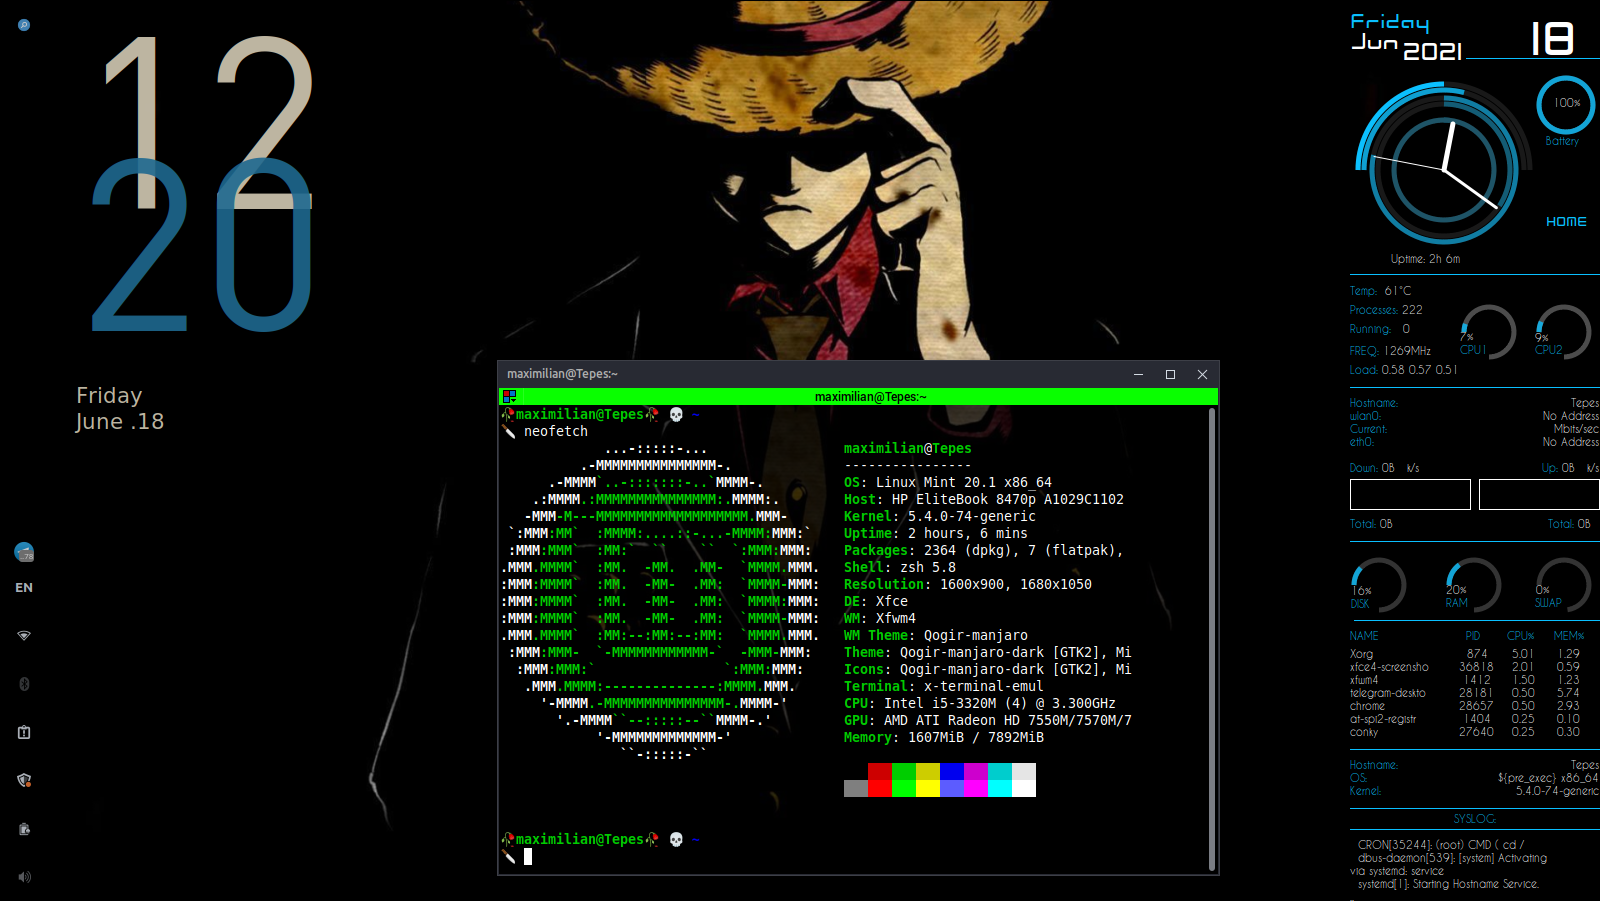 12
20
Friday
June .18
78
EN
maximilian@Tepes:~
maximilian@Tepes:~
maximilian@Tepes ~
neofetch
...-:::::-...
.-MMMMMMMMMMMMMMM-.
.-MMMM`..-:::::::-..`MMMM-.
.:MMMM.:MMMMMMMMMMMMMMM:.MMMM:.
-MMM-M---MMMMMMMMMMMMMMMMMMM.MMM-
`:MMM:MM`  :MMMM:....::-...-MMMM:MMM:`
:MMM:MMM`  :MM:`  ``    ``  `:MMM:MMM:
.MMM.MMMM`  :MM.  -MM.  .MM-  `MMMM.MMM.
:MMM:MMMM`  :MM.  -MM-  .MM:  `MMMM-MMM:
:MMM:MMMM`  :MM.  -MM-  .MM:  `MMMM:MMM:
:MMM:MMMM`  :MM.  -MM-  .MM:  `MMMM-MMM:
.MMM.MMMM`  :MM:--:MM:--:MM:  `MMMM.MMM.
:MMM:MMM-  `-MMMMMMMMMMMM-`  -MMM-MMM:
:MMM:MMM:`                `:MMM:MMM:
.MMM.MMMM:--------------:MMMM.MMM.
'-MMMM.-MMMMMMMMMMMMMMM-.MMMM-'
'.-MMMM``--:::::--``MMMM-.'
'-MMMMMMMMMMMMM-'
``-:::::-``
maximilian@Tepes
----------------
OS: Linux Mint 20.1 x86_64
Host: HP EliteBook 8470p A1029C1102
Kernel: 5.4.0-74-generic
Uptime: 2 hours, 6 mins
Packages: 2364 (dpkg), 7 (flatpak),
Shell: zsh 5.8
Resolution: 1600x900, 1680x1050
DE: Xfce
WM: Xfwm4
WM Theme: Qogir-manjaro
Theme: Qogir-manjaro-dark [GTK2], Mi
Icons: Qogir-manjaro-dark [GTK2], Mi
Terminal: x-terminal-emul
CPU: Intel i5-3320M (4) @ 3.300GHz
GPU: AMD ATI Radeon HD 7550M/7570M/7
Memory: 1607MiB / 7892MiB
maximilian@Tepes ~
Friday
Jun 2021 18
100%
Battery
HOME
Uptime: 2h 6m
Temp: 61°C
Processes: 222
Running: 0
FREQ: 1269MHz
Load: 0.58 0.57 0.51
7% 9%
CPU1 CPU2
Hostname: Tepes
wlan0: No Address
Current: Mbits/sec
eth0: No Address
Down: 0B k/s Up: 0B k/s
Total: 0B Total: 0B
16% 20% 0%
DISK RAM SWAP
NAME PID CPU% MEM%
Xorg 874 5.01 1.29
xfce4-screensho 36818 2.01 0.59
xfwm4 1412 1.50 1.23
telegram-deskto 28181 0.50 5.74
chrome 28657 0.50 2.93
at-spi2-registr 1404 0.25 0.10
conky 27640 0.25 0.30
Hostname: Tepes
OS: ${pre_exec} x86_64
Kernel: 5.4.0-74-generic
SYSLOG:
CRON[35244]: (root) CMD ( cd /
dbus-daemon[539]: [system] Activating
via systemd: service
systemd[1]: Starting Hostname Service.